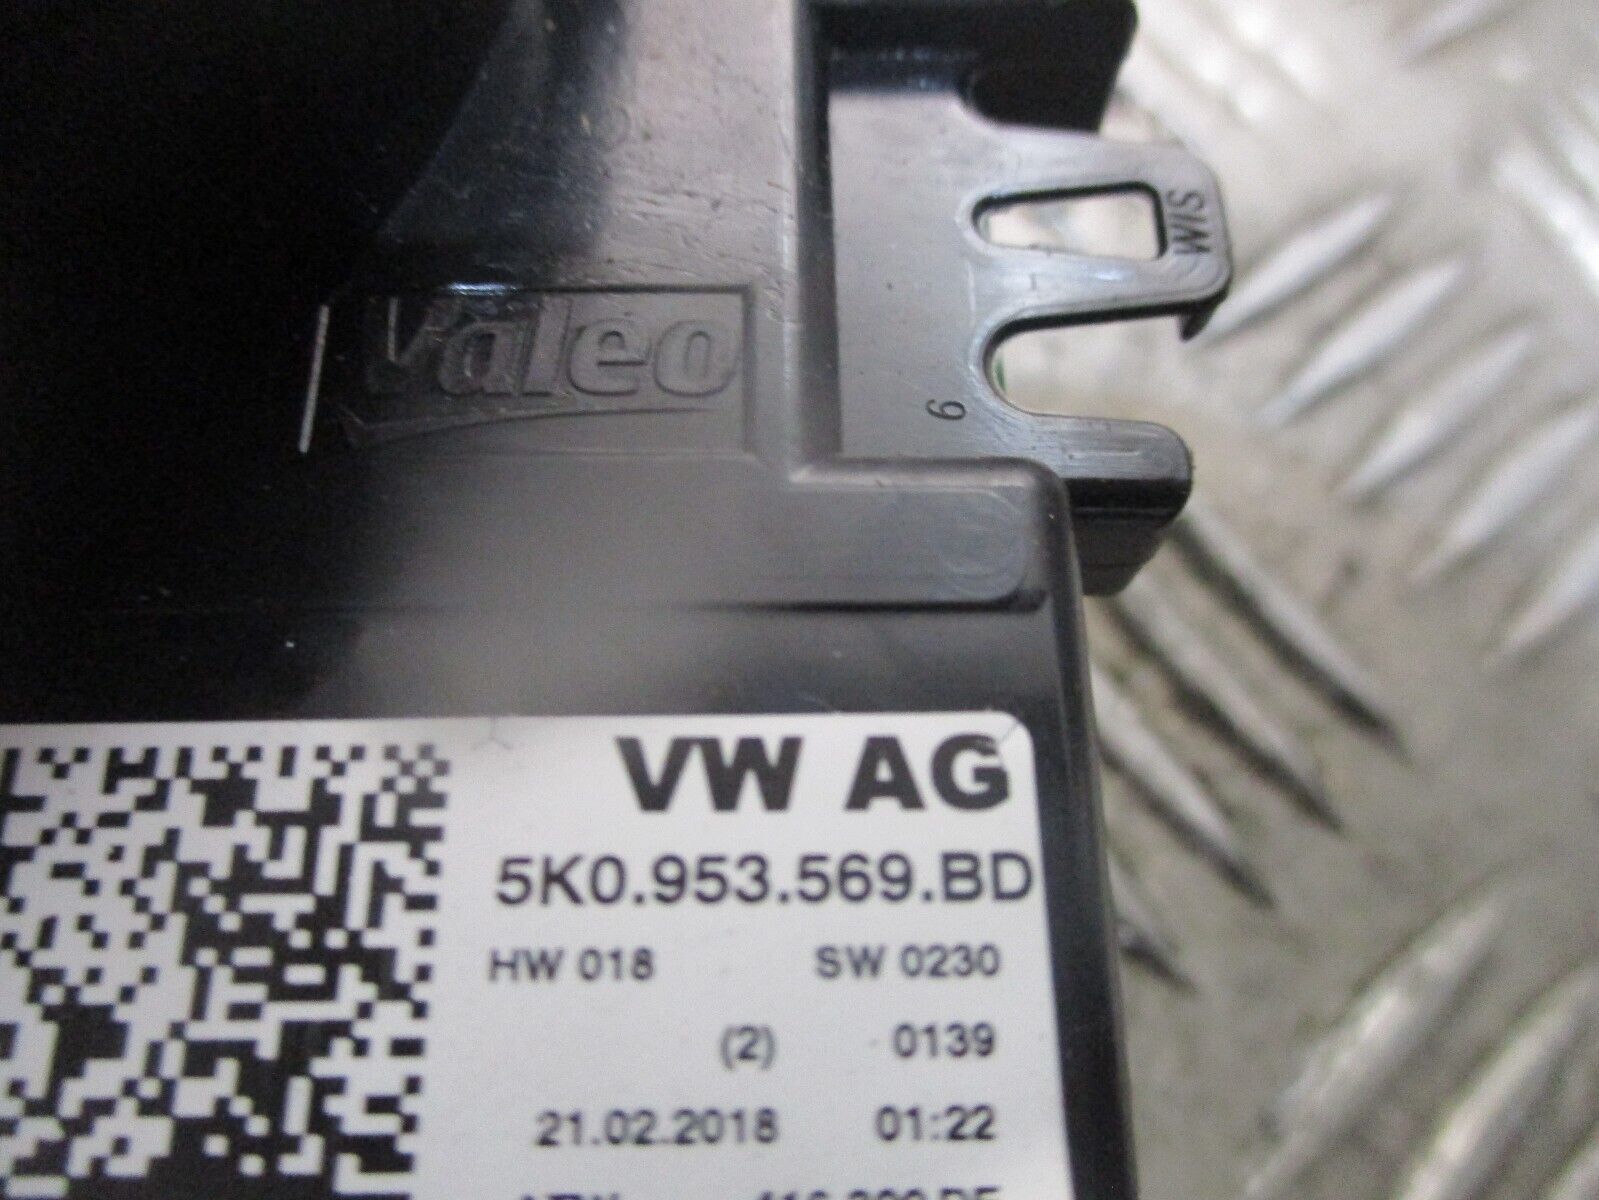 WIS
Valeo
6
VW AG
5K0.953.569.BD
HW 018 SW 0230
(2) 0139
21.02.2018 01:22